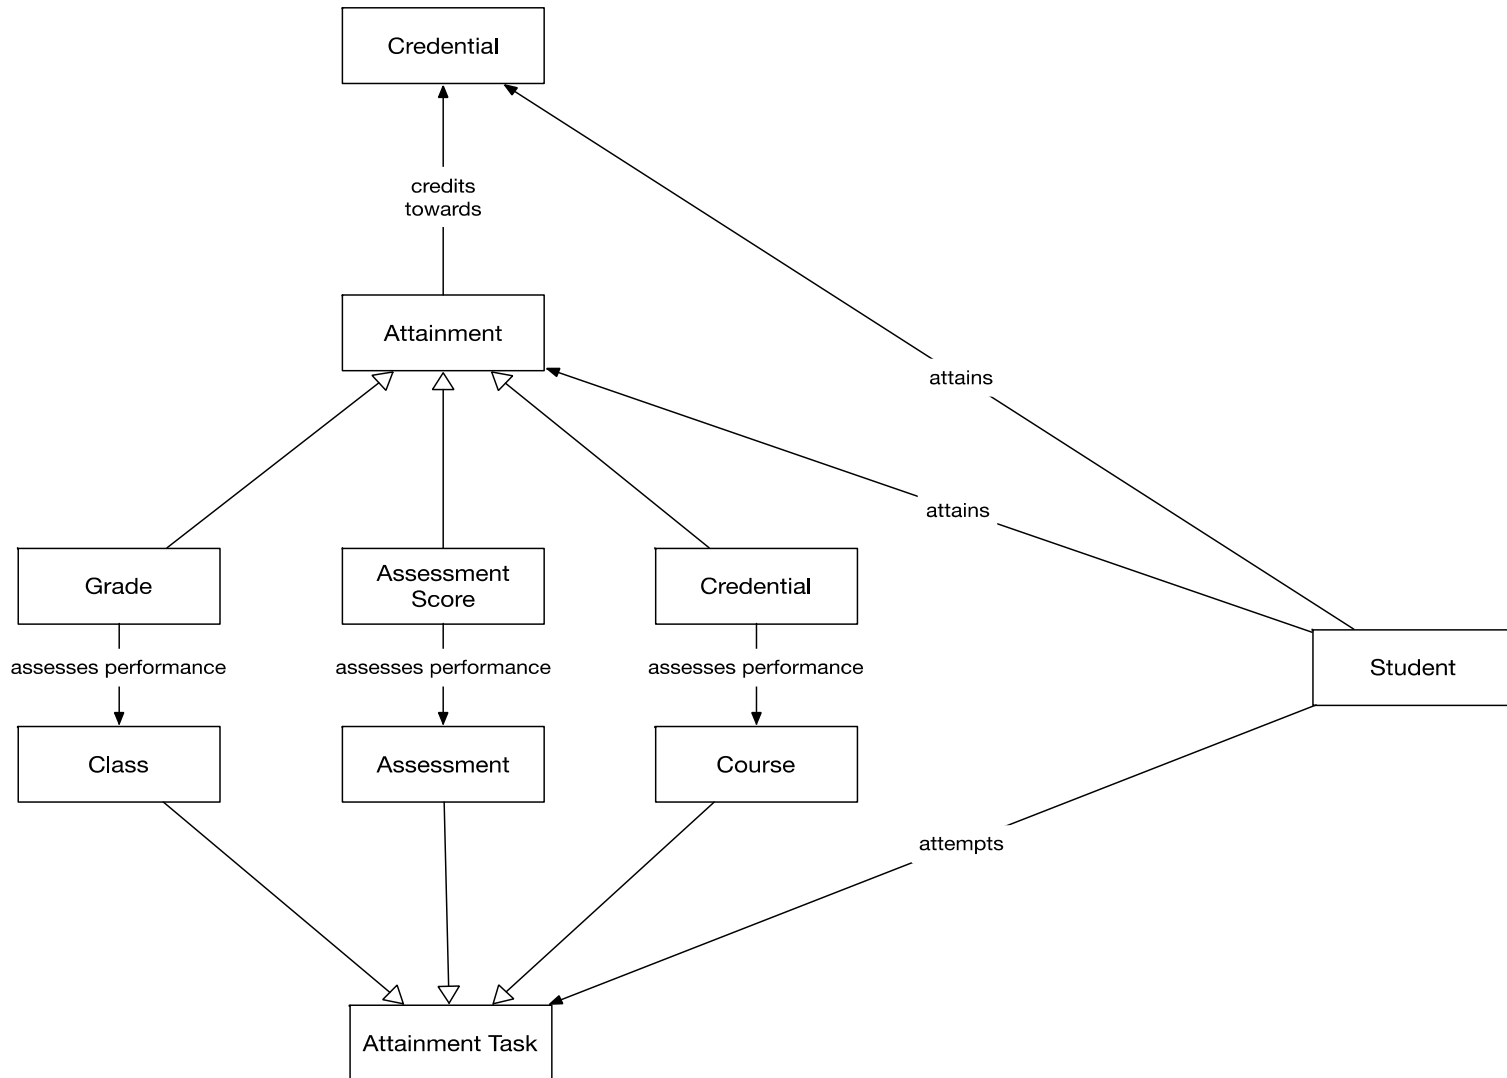 Credential
credits
towards
Attainment
attains
attains
Grade
Assessment
Score
Credential
assesses performance
assesses performance
assesses performance
Student
Class
Assessment
Course
attempts
Attainment Task